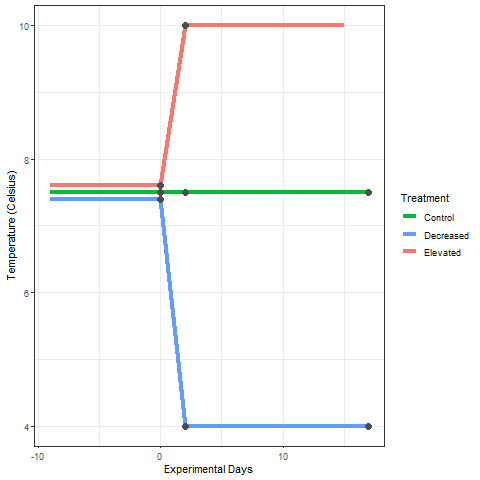 10
8
6
4
-10
0
10
Temperature (Celsius)
Experimental Days
Treatment
Control
Decreased
Elevated